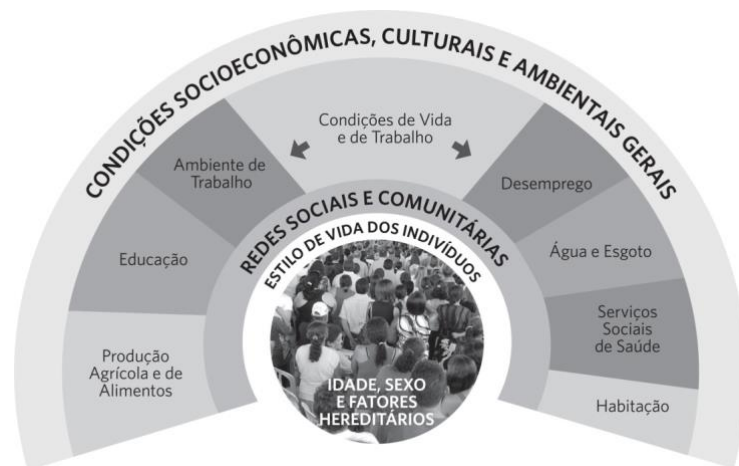 CONDIÇÕES SOCIOECONÔMICAS, CULTURAIS E AMBIENTAIS GERAIS
Condições de Vida
e de Trabalho
Ambiente de
Trabalho
Desemprego
Educação
Água e Esgoto
Produção
Agrícola e de
Alimentos
Serviços
Sociais
de Saúde
Habitação
REDES SOCIAIS E COMUNITÁRIAS
ESTILO DE VIDA DOS INDIVÍDUOS
IDADE, SEXO
E FATORES
HEREDITÁRIOS